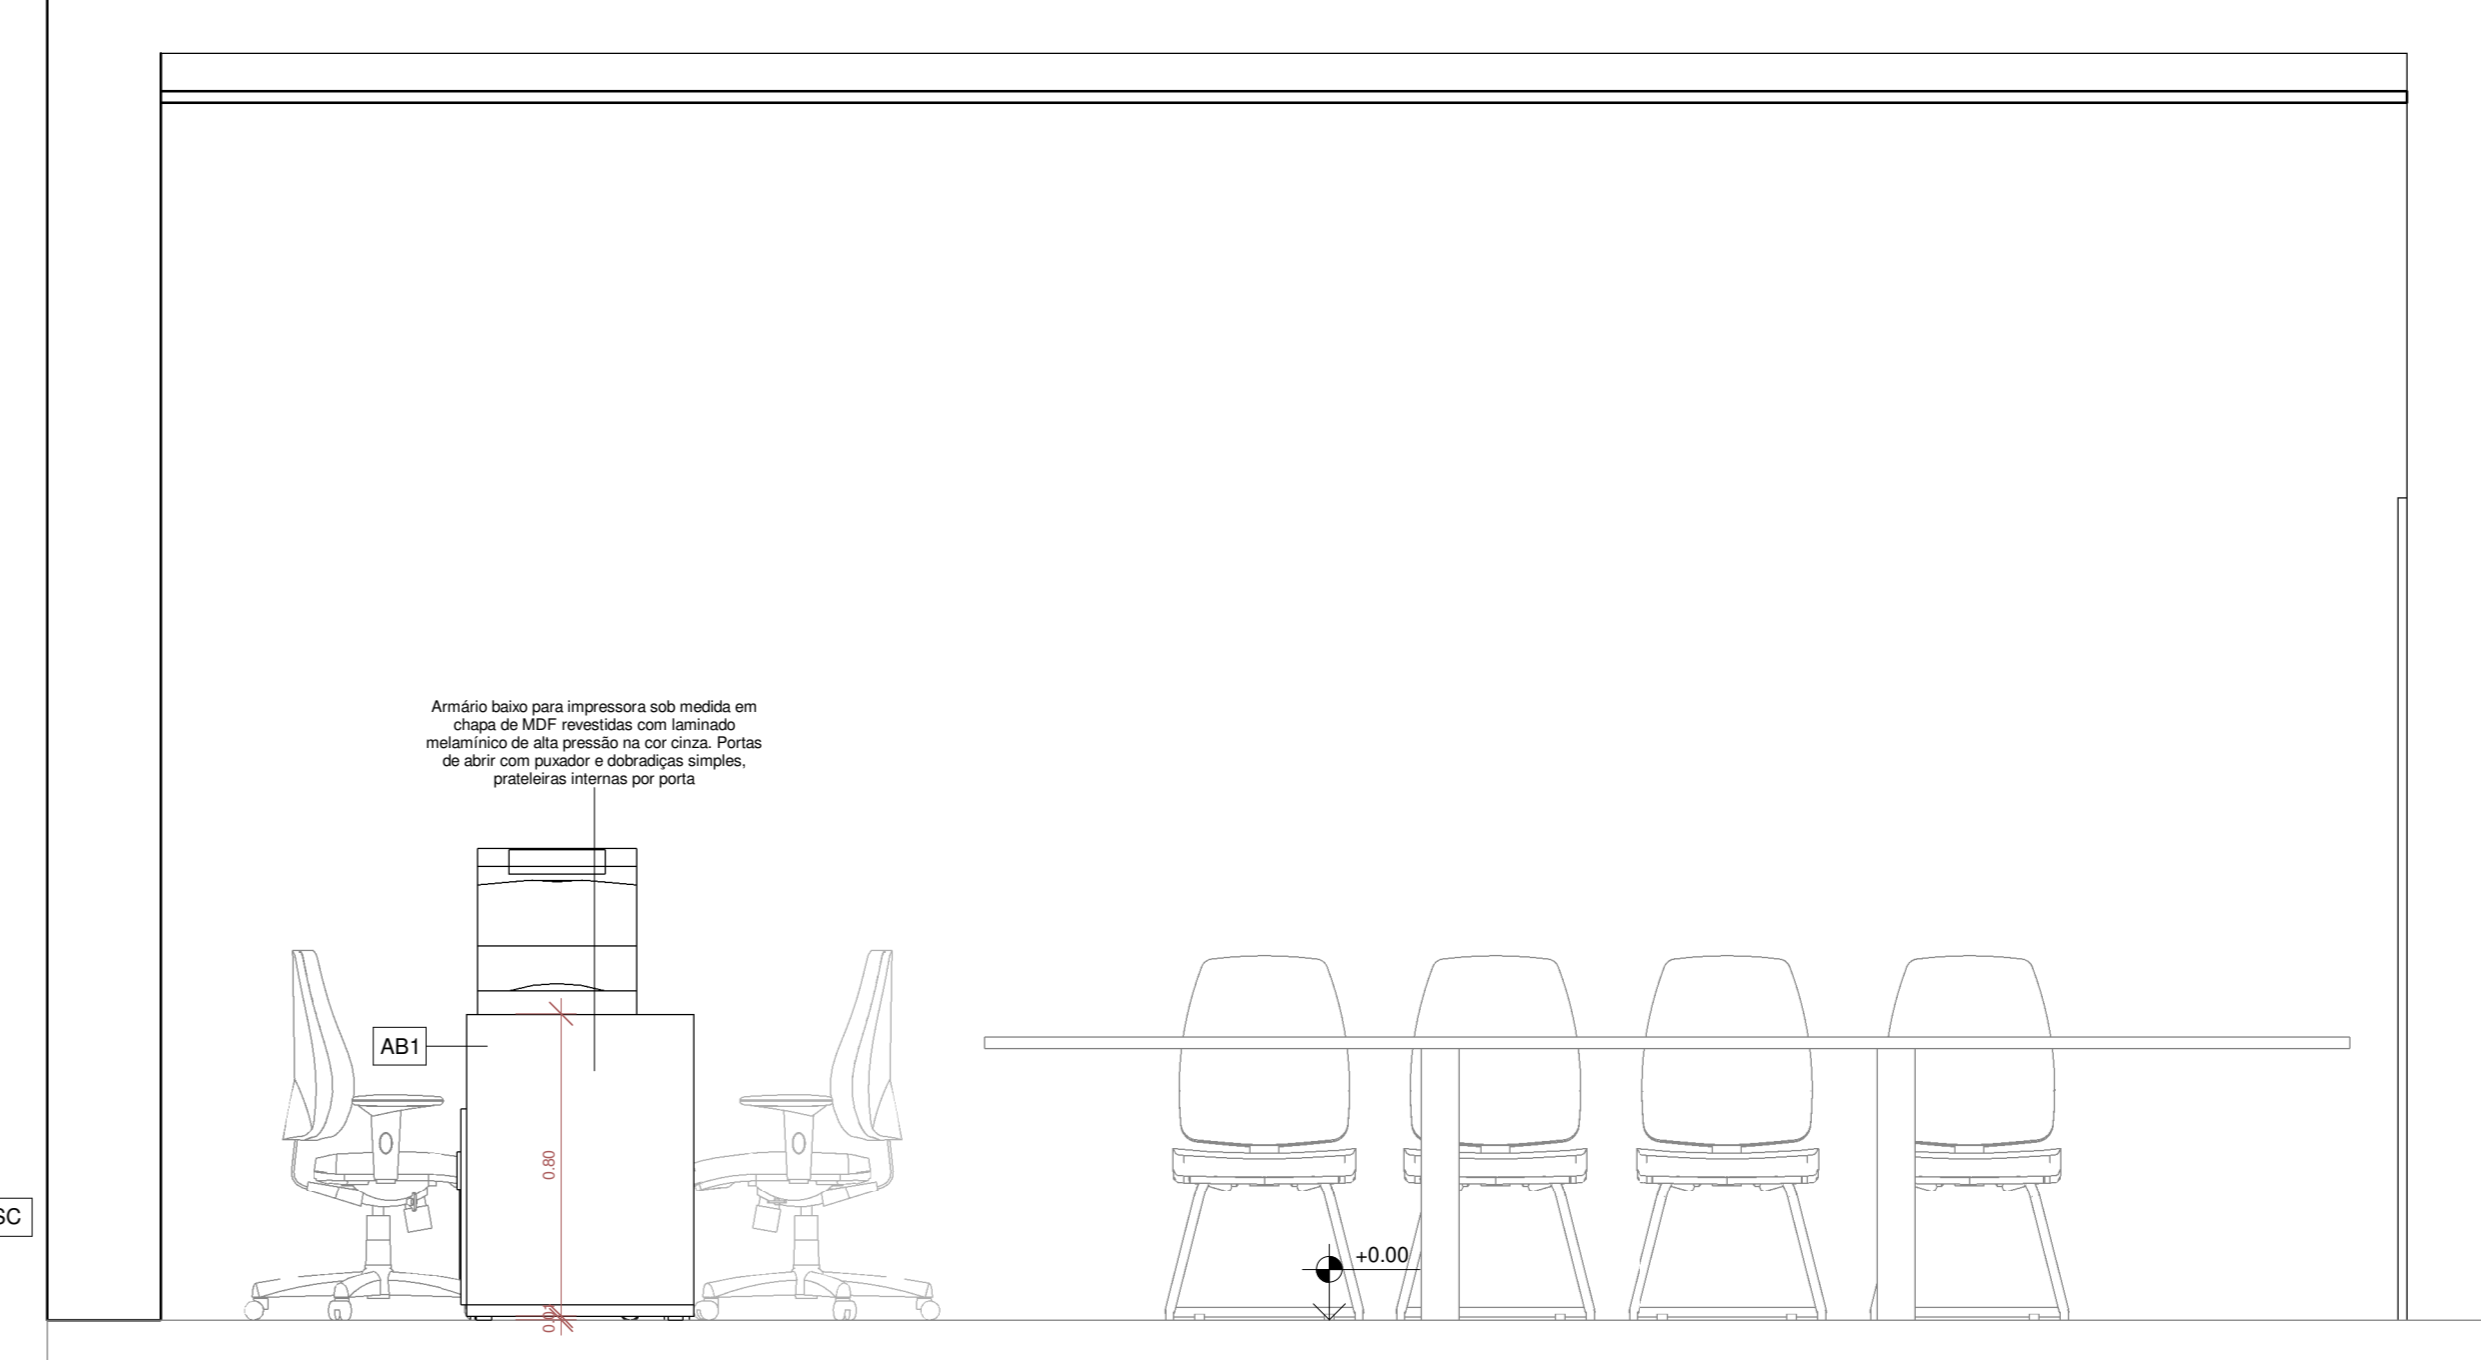 Armário baixo para impressora sob medida em
chapa de MDF revestidas com laminado
melamínico de alta pressão na cor cinza. Portas
de abrir com puxador e dobradiças simples,
prateleiras internas por porta
AB1
0.80
SC
+0.00